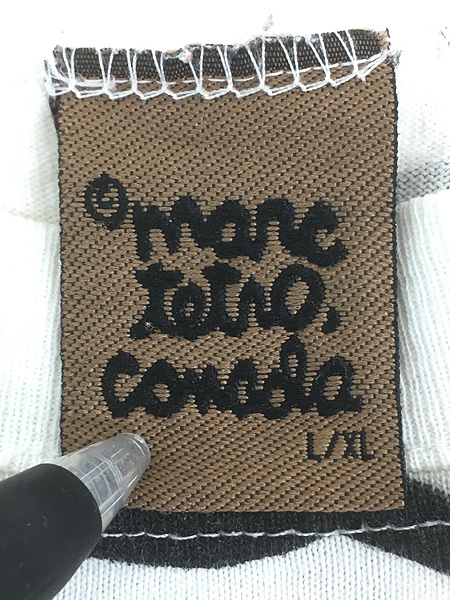 © marc
tetro.
canada
L/XL